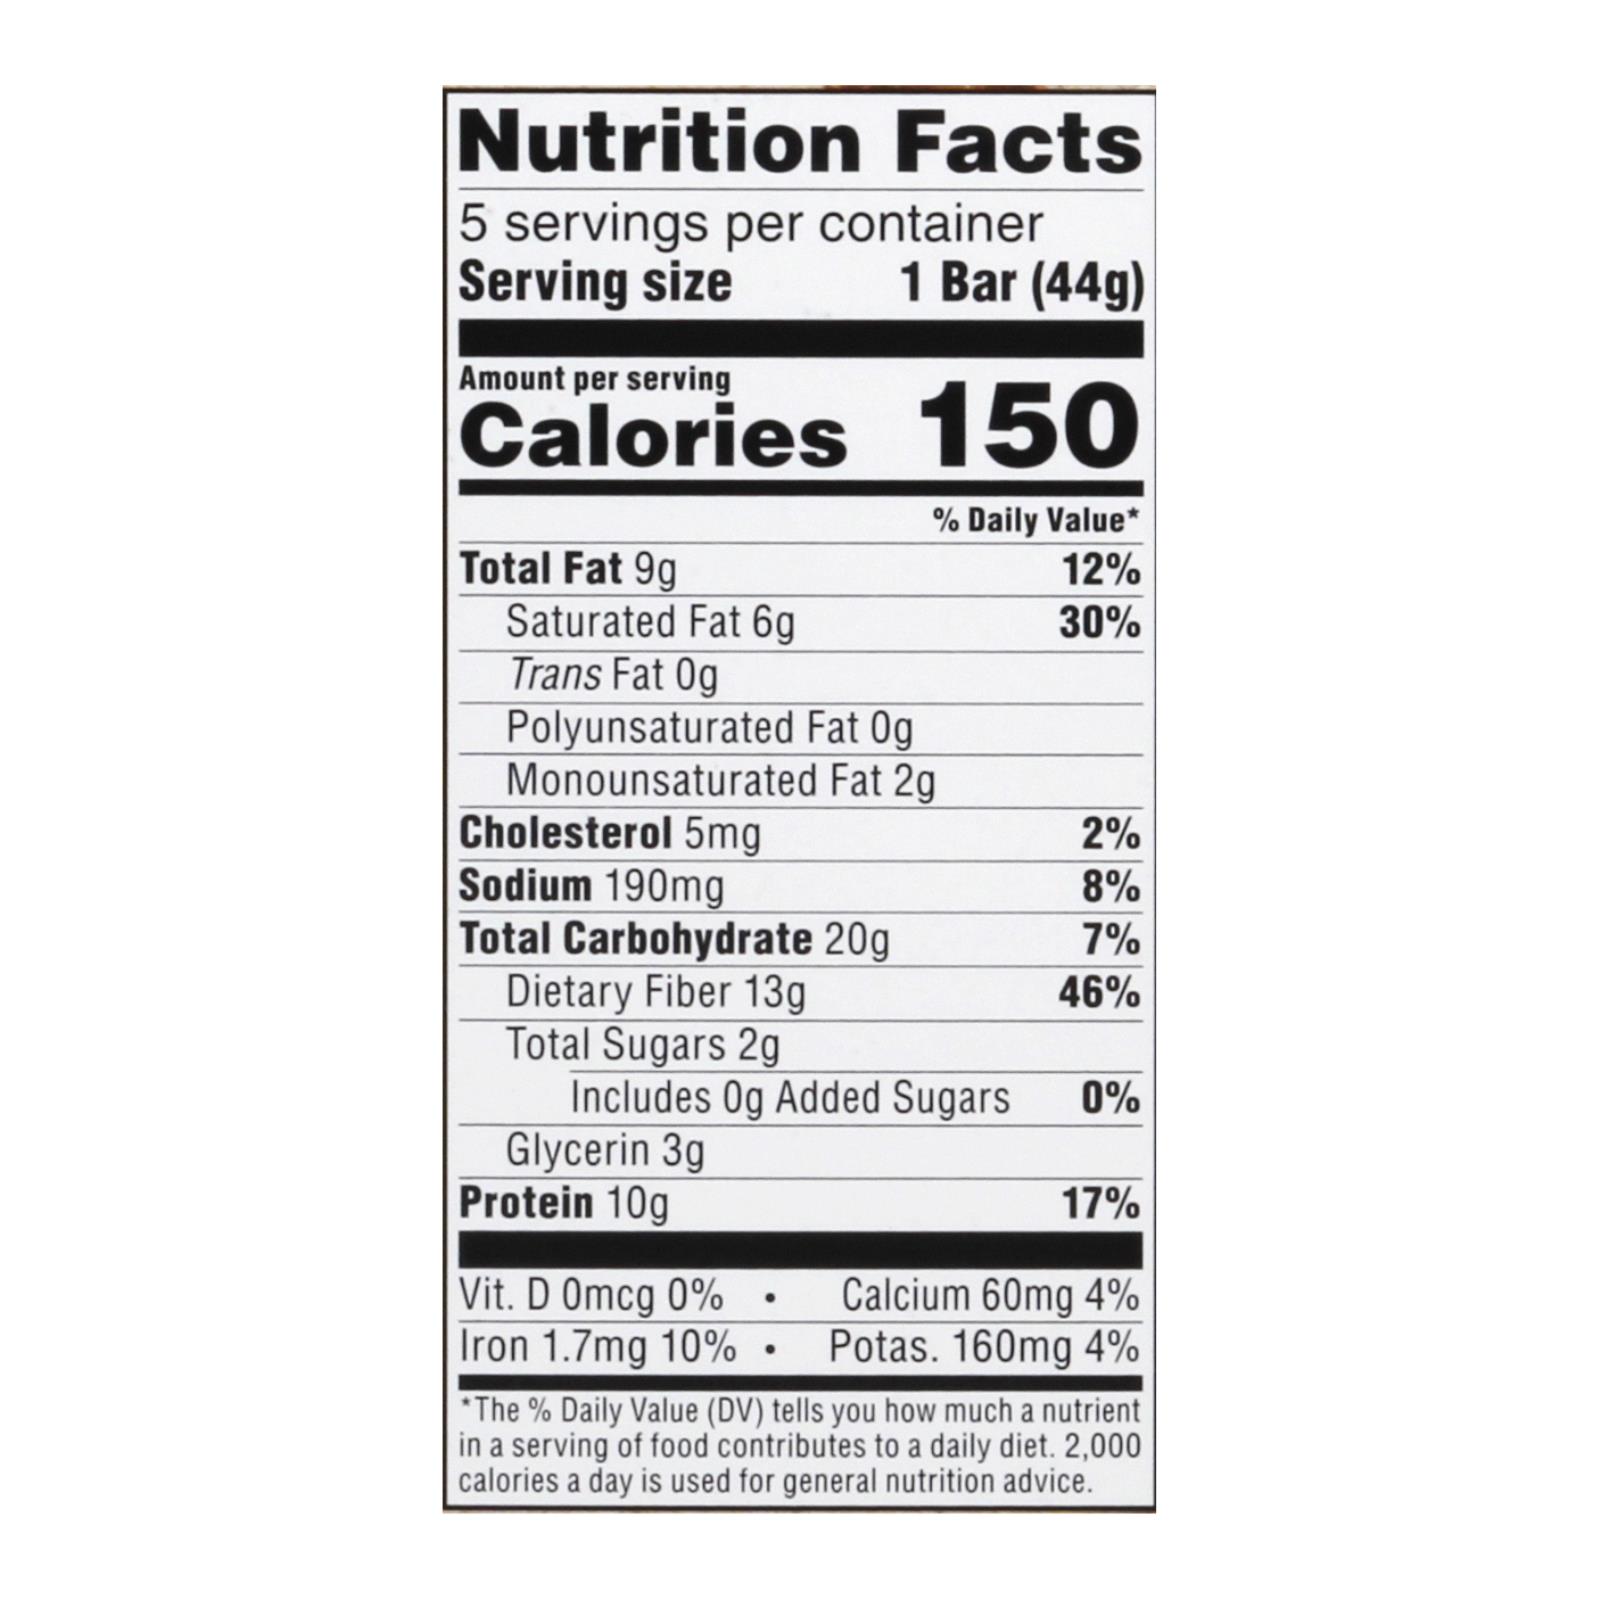 Nutrition Facts
5 servings per container
Serving size 1 Bar (44g)
Amount per serving
Calories 150
% Daily Value*
Total Fat 9g 12%
Saturated Fat 6g 30%
Trans Fat 0g
Polyunsaturated Fat 0g
Monounsaturated Fat 2g
Cholesterol 5mg 2%
Sodium 190mg 8%
Total Carbohydrate 20g 7%
Dietary Fiber 13g 46%
Total Sugars 2g
Includes 0g Added Sugars 0%
Glycerin 3g
Protein 10g 17%
Vit. D 0mcg 0% • Calcium 60mg 4%
Iron 1.7mg 10% • Potas. 160mg 4%
*The % Daily Value (DV) tells you how much a nutrient
in a serving of food contributes to a daily diet. 2,000
calories a day is used for general nutrition advice.